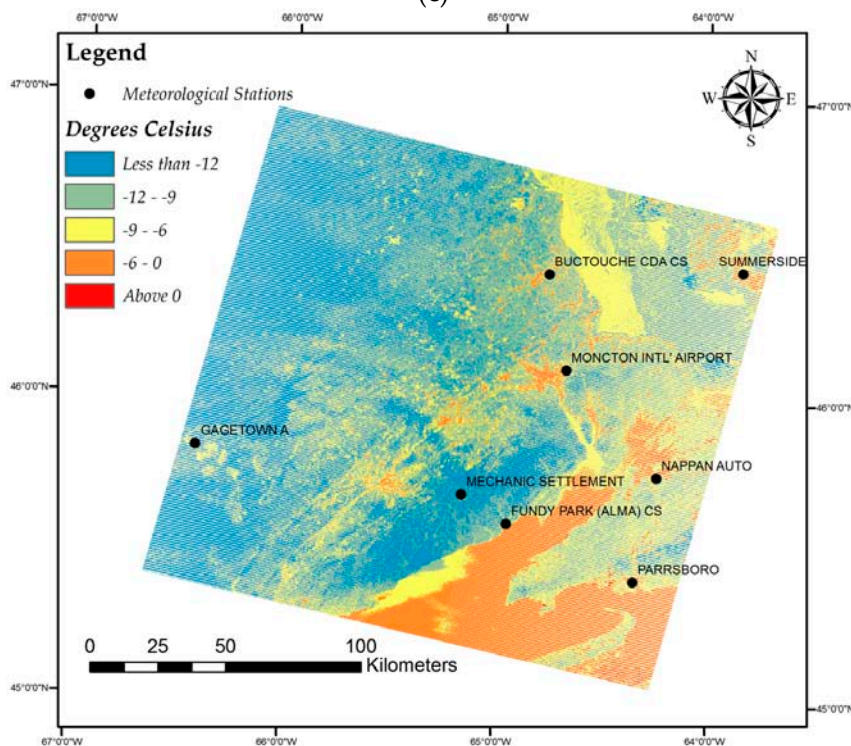 67°0'0"W 66°0'0"W 65°0'0"W 64°0'0"W
Legend
Meteorological Stations
Degrees Celsius
Less than -12
-12 - -9
-9 - -6
-6 - 0
Above 0
N
W E
S
47°0'0"N 47°0'0"N
BUCTOUCHE CDA CS SUMMERSIDE
MONCTON INTL' AIRPORT
46°0'0"N 46°0'0"N
GAGETOWN A
NAPPAN AUTO
MECHANIC SETTLEMENT
FUNDY PARK (ALMA) CS
PARRSBORO
0 25 50 100
Kilometers
45°0'0"N 45°0'0"N
67°0'0"W 66°0'0"W 65°0'0"W 64°0'0"W